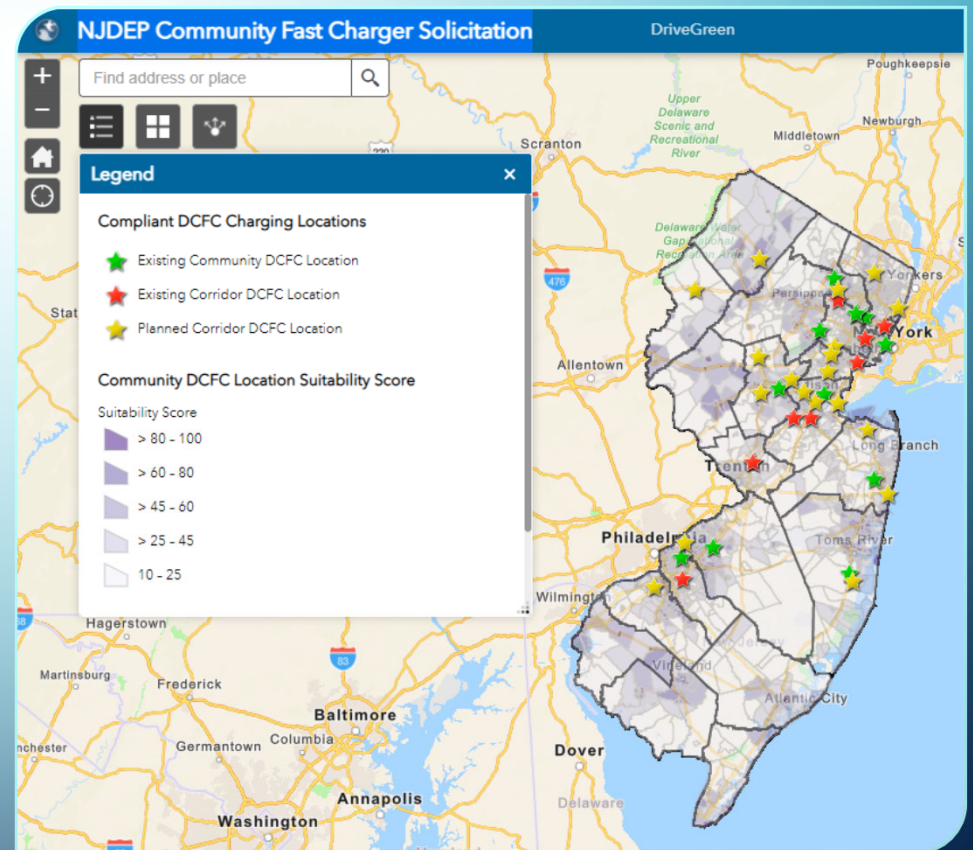 NJDEP Community Fast Charger Solicitation
DriveGreen
+
Find address or place
−
Legend
×
Compliant DCFC Charging Locations
Existing Community DCFC Location
Existing Corridor DCFC Location
Planned Corridor DCFC Location
Community DCFC Location Suitability Score
Suitability Score
> 80 - 100
> 60 - 80
> 45 - 60
> 25 - 45
10 - 25
Poughkeepsie
Upper
Delaware
Scenic and
Recreational
River
Newburgh
Middletown
Scranton
Delaware Water
Gap National
Recreation Area
476
Yonkers
York
Allentown
Long Branch
Trenton
Philadelphia
Toms River
Wilmington
Vineland
Atlantic City
Hagerstown
83
Martinsburg
Frederick
Baltimore
Columbia
Germantown
Dover
Annapolis
Delaware
Washington